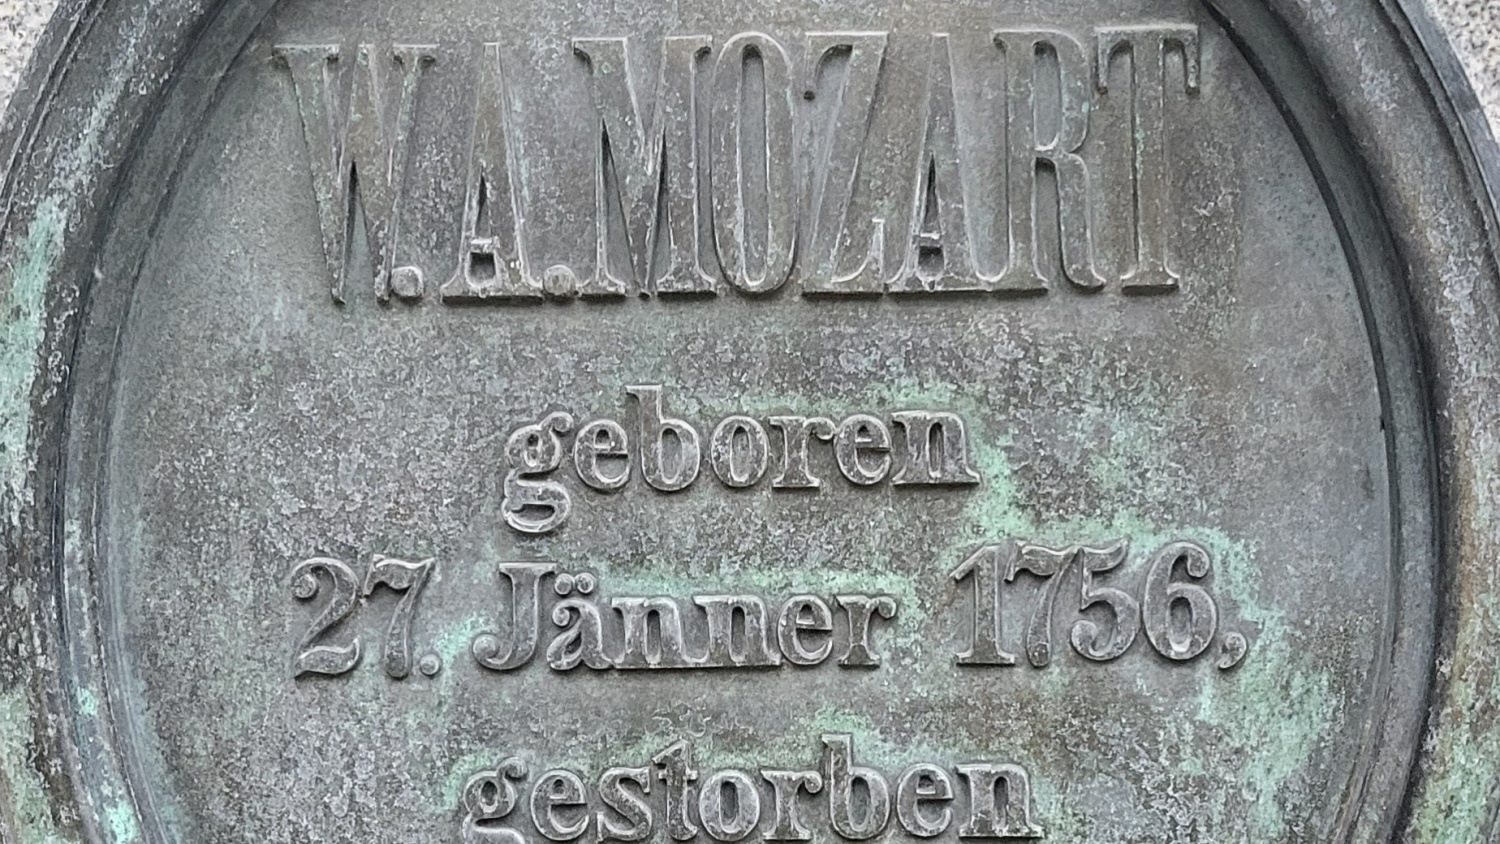 W.A.MOZART
geboren
27. Jänner 1756,
gestorben